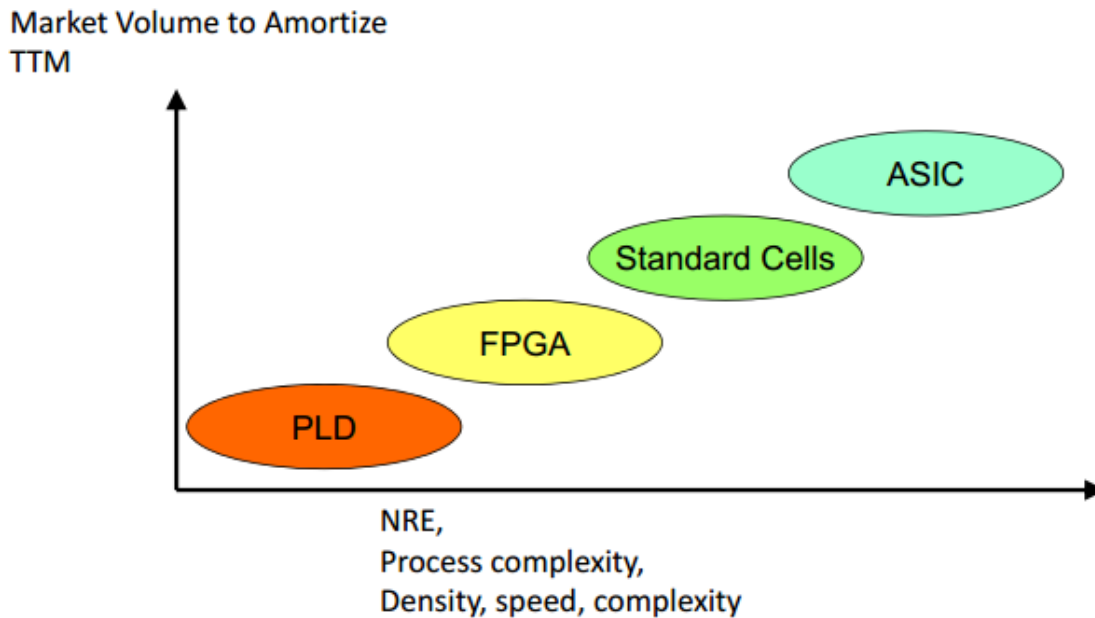 Market Volume to Amortize
TTM
ASIC
Standard Cells
FPGA
PLD
NRE,
Process complexity,
Density, speed, complexity